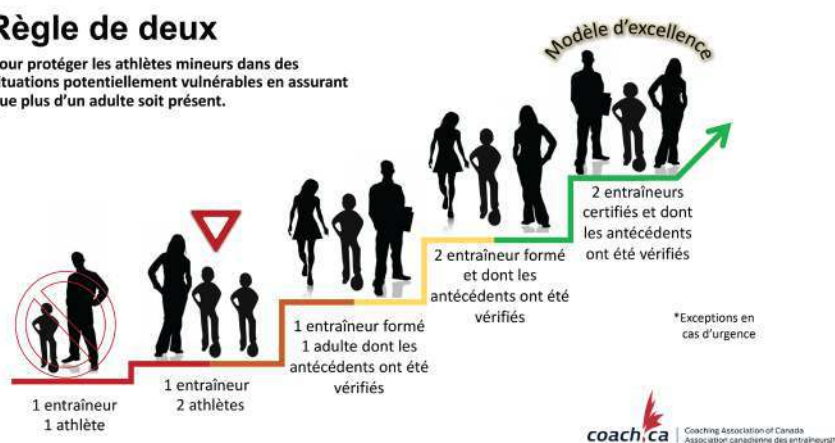 Règle de deux
our protéger les athlètes mineurs dans des
ituations potentiellement vulnérables en assurant
ue plus d'un adulte soit présent.
Modèle d'excellence
2 entraîneurs
certifiés et dont
les antécédents
ont été vérifiés
2 entraîneur formé
et dont les
antécédents ont été
vérifiés
1 entraîneur formé
1 adulte dont les
antécédents ont été
vérifiés
1 entraîneur
2 athlètes
1 entraîneur
1 athlète
*Exceptions en
cas d'urgence
coach.ca
Coaching Association of Canada
Association canadienne des entraîneurs